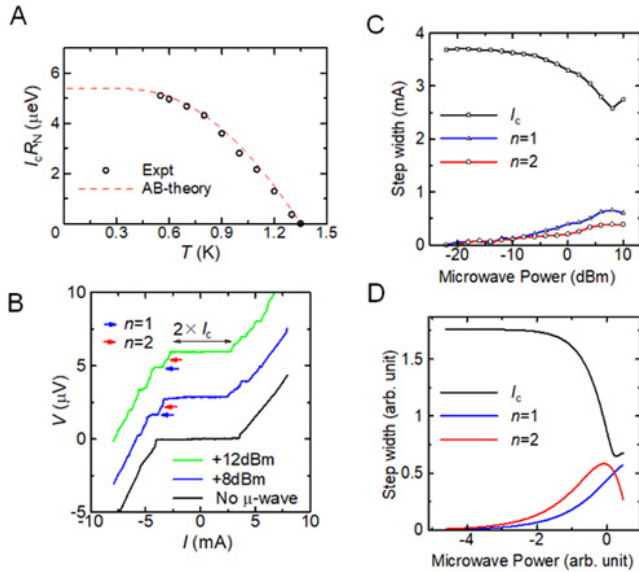 A
I_cR_N (μeV)
6
4
2
0
Expt
AB-theory
0.3 0.6 0.9 1.2 1.5
T (K)
B
V (μV)
10
5
0
-5
n=1
n=2
2× I_c
+12dBm
+8dBm
No μ-wave
-10 -5 0 5 10
I (mA)
C
Step width (mA)
4
3
2
1
0
I_c
n=1
n=2
-20 -10 0 10
Microwave Power (dBm)
D
Step width (arb. unit)
1.5
1
0.5
0
I_c
n=1
n=2
-4 -2 0
Microwave Power (arb. unit)